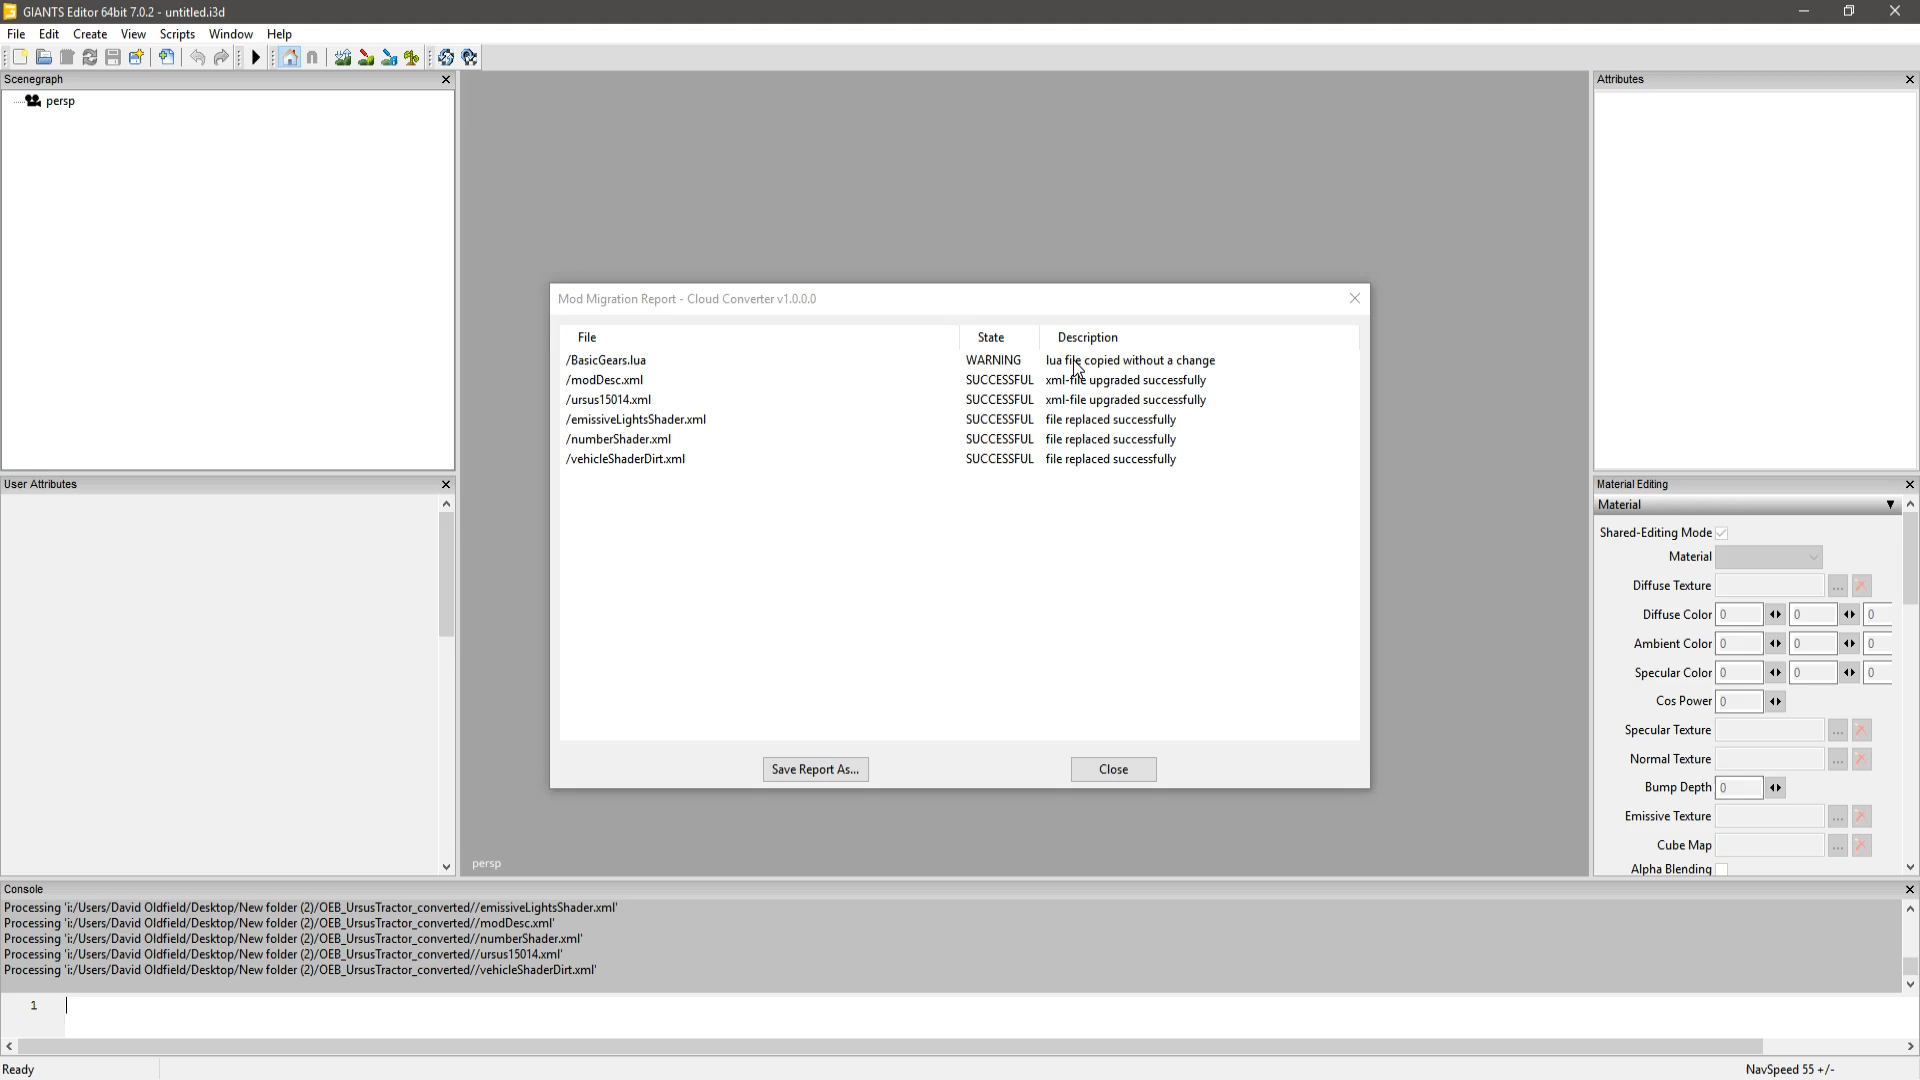 GIANTS Editor 64bit 7.0.2 - untitled.i3d
File Edit Create View Scripts Window Help
Scenegraph
persp
User Attributes
Attributes
Mod Migration Report - Cloud Converter v1.0.0.0
File State Description
/BasicGears.lua WARNING lua file copied without a change
/modDesc.xml SUCCESSFUL xml-file upgraded successfully
/ursus15014.xml SUCCESSFUL xml-file upgraded successfully
/emissiveLightsShader.xml SUCCESSFUL file replaced successfully
/numberShader.xml SUCCESSFUL file replaced successfully
/vehicleShaderDirt.xml SUCCESSFUL file replaced successfully
Save Report As... Close
persp
Material Editing
Material
Shared-Editing Mode
Material
Diffuse Texture ...
Diffuse Color 0 0 0
Ambient Color 0 0 0
Specular Color 0 0 0
Cos Power 0
Specular Texture ...
Normal Texture ...
Bump Depth 0
Emissive Texture ...
Cube Map ...
Alpha Blending
Console
Processing 'i:/Users/David Oldfield/Desktop/New folder (2)/OEB_UrsusTractor_converted//emissiveLightsShader.xml'
Processing 'i:/Users/David Oldfield/Desktop/New folder (2)/OEB_UrsusTractor_converted//modDesc.xml'
Processing 'i:/Users/David Oldfield/Desktop/New folder (2)/OEB_UrsusTractor_converted//numberShader.xml'
Processing 'i:/Users/David Oldfield/Desktop/New folder (2)/OEB_UrsusTractor_converted//ursus15014.xml'
Processing 'i:/Users/David Oldfield/Desktop/New folder (2)/OEB_UrsusTractor_converted//vehicleShaderDirt.xml'
1
Ready NavSpeed 55 +/-